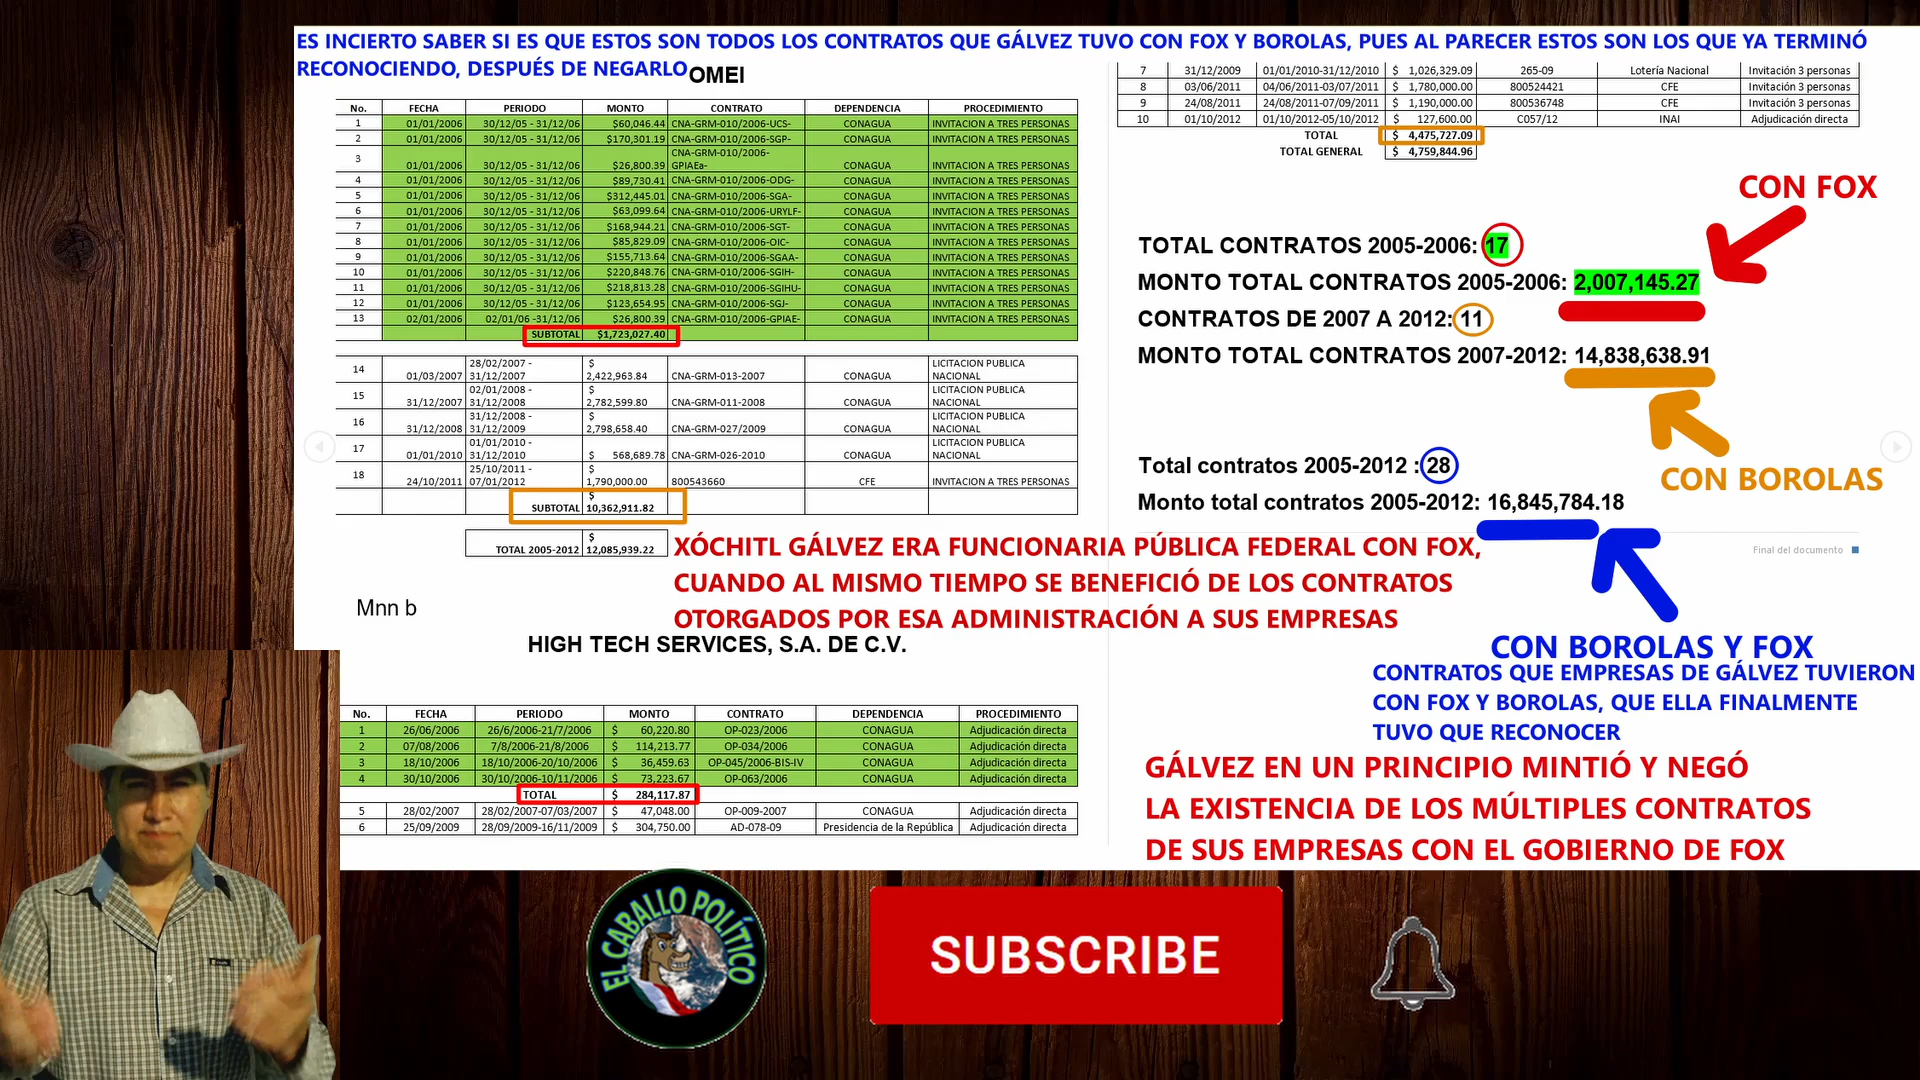 ES INCIERTO SABER SI ES QUE ESTOS SON TODOS LOS CONTRATOS QUE GÁLVEZ TUVO CON FOX Y BOROLAS, PUES AL PARECER ESTOS SON LOS QUE YA TERMINÓ
RECONOCIENDO, DESPUÉS DE NEGARLO
OMEI
No. FECHA PERIODO MONTO CONTRATO DEPENDENCIA PROCEDIMIENTO
1 01/01/2006 30/12/05 - 31/12/06 $60,046.44 CNA-GRM-010/2006-UCS- CONAGUA INVITACION A TRES PERSONAS
2 01/01/2006 30/12/05 - 31/12/06 $170,301.19 CNA-GRM-010/2006-SGP- CONAGUA INVITACION A TRES PERSONAS
3 01/01/2006 30/12/05 - 31/12/06 $26,800.39 CNA-GRM-010/2006-
GPIAEa- CONAGUA INVITACION A TRES PERSONAS
4 01/01/2006 30/12/05 - 31/12/06 $89,730.41 CNA-GRM-010/2006-ODG- CONAGUA INVITACION A TRES PERSONAS
5 01/01/2006 30/12/05 - 31/12/06 $312,445.01 CNA-GRM-010/2006-SGA- CONAGUA INVITACION A TRES PERSONAS
6 01/01/2006 30/12/05 - 31/12/06 $63,099.64 CNA-GRM-010/2006-URYLF- CONAGUA INVITACION A TRES PERSONAS
7 01/01/2006 30/12/05 - 31/12/06 $168,944.21 CNA-GRM-010/2006-SGT- CONAGUA INVITACION A TRES PERSONAS
8 01/01/2006 30/12/05 - 31/12/06 $85,829.09 CNA-GRM-010/2006-OIC- CONAGUA INVITACION A TRES PERSONAS
9 01/01/2006 30/12/05 - 31/12/06 $155,713.64 CNA-GRM-010/2006-SGAA- CONAGUA INVITACION A TRES PERSONAS
10 01/01/2006 30/12/05 - 31/12/06 $220,848.76 CNA-GRM-010/2006-SGIH- CONAGUA INVITACION A TRES PERSONAS
11 01/01/2006 30/12/05 - 31/12/06 $218,813.28 CNA-GRM-010/2006-SGIHU- CONAGUA INVITACION A TRES PERSONAS
12 01/01/2006 30/12/05 - 31/12/06 $123,654.95 CNA-GRM-010/2006-SGJ- CONAGUA INVITACION A TRES PERSONAS
13 02/01/2006 02/01/06 -31/12/06 $26,800.39 CNA-GRM-010/2006-GPIAE- CONAGUA INVITACION A TRES PERSONAS
SUBTOTAL $1,723,027.40
14 01/03/2007 28/02/2007 - 31/12/2007 $ 2,422,963.84 CNA-GRM-013-2007 CONAGUA LICITACION PUBLICA NACIONAL
15 31/12/2007 02/01/2008 - 31/12/2008 $ 2,782,599.80 CNA-GRM-011-2008 CONAGUA LICITACION PUBLICA NACIONAL
16 31/12/2008 31/12/2008 - 31/12/2009 $ 2,798,658.40 CNA-GRM-027/2009 CONAGUA LICITACION PUBLICA NACIONAL
17 01/01/2010 01/01/2010 - 31/12/2010 $ 568,689.78 CNA-GRM-026-2010 CONAGUA LICITACION PUBLICA NACIONAL
18 24/10/2011 25/10/2011 - 07/01/2012 $ 1,790,000.00 800543660 CFE INVITACION A TRES PERSONAS
SUBTOTAL $ 10,362,911.82
TOTAL 2005-2012 $ 12,085,939.22
Mnn b
HIGH TECH SERVICES, S.A. DE C.V.
No. FECHA PERIODO MONTO CONTRATO DEPENDENCIA PROCEDIMIENTO
1 26/06/2006 26/6/2006-21/7/2006 $ 60,220.80 OP-023/2006 CONAGUA Adjudicación directa
2 07/08/2006 7/8/2006-21/8/2006 $ 114,213.77 OP-034/2006 CONAGUA Adjudicación directa
3 18/10/2006 18/10/2006-20/10/2006 $ 36,459.63 OP-045/2006-BIS-IV CONAGUA Adjudicación directa
4 30/10/2006 30/10/2006-10/11/2006 $ 73,223.67 OP-063/2006 CONAGUA Adjudicación directa
TOTAL $ 284,117.87
5 28/02/2007 28/02/2007-07/03/2007 $ 47,048.00 OP-009-2007 CONAGUA Adjudicación directa
6 25/09/2009 28/09/2009-16/11/2009 $ 304,750.00 AD-078-09 Presidencia de la República Adjudicación directa
7 31/12/2009 01/01/2010-31/12/2010 $ 1,026,329.09 265-09 Lotería Nacional Invitación 3 personas
8 03/06/2011 04/06/2011-03/07/2011 $ 1,780,000.00 800524421 CFE Invitación 3 personas
9 24/08/2011 24/08/2011-07/09/2011 $ 1,190,000.00 800536748 CFE Invitación 3 personas
10 01/10/2012 01/10/2012-05/10/2012 $ 127,600.00 C057/12 INAI Adjudicación directa
TOTAL $ 4,475,727.09
TOTAL GENERAL $ 4,759,844.96
CON FOX
TOTAL CONTRATOS 2005-2006: 17
MONTO TOTAL CONTRATOS 2005-2006: 2,007,145.27
CONTRATOS DE 2007 A 2012: 11
MONTO TOTAL CONTRATOS 2007-2012: 14,838,638.91
CON BOROLAS
Total contratos 2005-2012 : 28
Monto total contratos 2005-2012: 16,845,784.18
Final del documento
XÓCHITL GÁLVEZ ERA FUNCIONARIA PÚBLICA FEDERAL CON FOX,
CUANDO AL MISMO TIEMPO SE BENEFICIÓ DE LOS CONTRATOS
OTORGADOS POR ESA ADMINISTRACIÓN A SUS EMPRESAS
CON BOROLAS Y FOX
CONTRATOS QUE EMPRESAS DE GÁLVEZ TUVIERON
CON FOX Y BOROLAS, QUE ELLA FINALMENTE
TUVO QUE RECONOCER
GÁLVEZ EN UN PRINCIPIO MINTIÓ Y NEGÓ
LA EXISTENCIA DE LOS MÚLTIPLES CONTRATOS
DE SUS EMPRESAS CON EL GOBIERNO DE FOX
EL CABALLO POLÍTICO
SUBSCRIBE